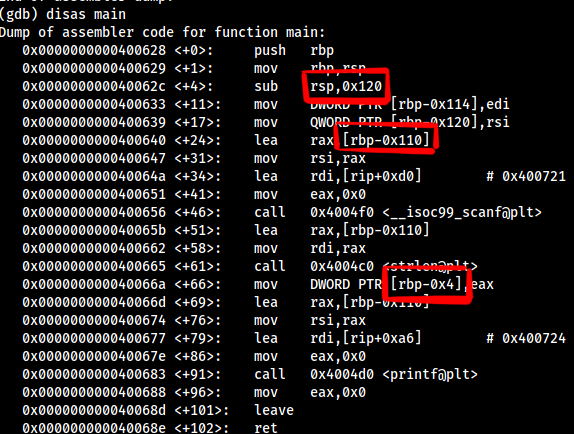 (gdb) disas main
Dump of assembler code for function main:
0x0000000000400628 <+0>: push rbp
0x0000000000400629 <+1>: mov rbp,rsp
0x000000000040062c <+4>: sub rsp,0x120
0x0000000000400633 <+11>: mov DWORD PTR [rbp-0x114],edi
0x0000000000400639 <+17>: mov QWORD PTR [rbp-0x120],rsi
0x0000000000400640 <+24>: lea rax,[rbp-0x110]
0x0000000000400647 <+31>: mov rsi,rax
0x000000000040064a <+34>: lea rdi,[rip+0xd0] # 0x400721
0x0000000000400651 <+41>: mov eax,0x0
0x0000000000400656 <+46>: call 0x4004f0 <__isoc99_scanf@plt>
0x000000000040065b <+51>: lea rax,[rbp-0x110]
0x0000000000400662 <+58>: mov rdi,rax
0x0000000000400665 <+61>: call 0x4004c0 <strlen@plt>
0x000000000040066a <+66>: mov DWORD PTR [rbp-0x4],eax
0x000000000040066d <+69>: lea rax,[rbp-0x110]
0x0000000000400674 <+76>: mov rsi,rax
0x0000000000400677 <+79>: lea rdi,[rip+0xa6] # 0x400724
0x000000000040067e <+86>: mov eax,0x0
0x0000000000400683 <+91>: call 0x4004d0 <printf@plt>
0x0000000000400688 <+96>: mov eax,0x0
0x000000000040068d <+101>: leave
0x000000000040068e <+102>: ret